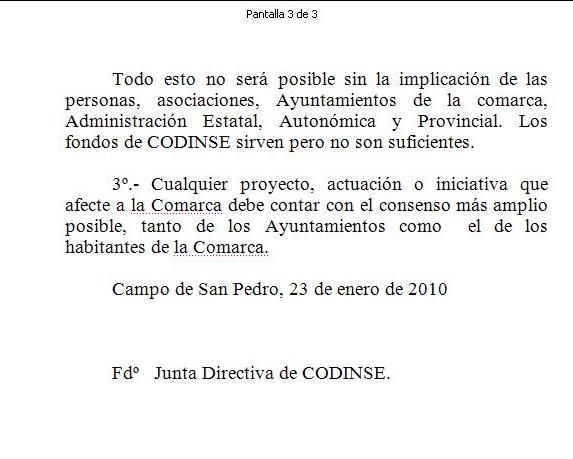 Pantalla 3 de 3
Todo esto no será posible sin la implicación de las
personas, asociaciones, Ayuntamientos de la comarca,
Administración Estatal, Autonómica y Provincial. Los
fondos de CODINSE sirven pero no son suficientes.
3º.- Cualquier proyecto, actuación o iniciativa que
afecte a la Comarca debe contar con el consenso más amplio
posible, tanto de los Ayuntamientos como el de los
habitantes de la Comarca.
Campo de San Pedro, 23 de enero de 2010
Fdº Junta Directiva de CODINSE.